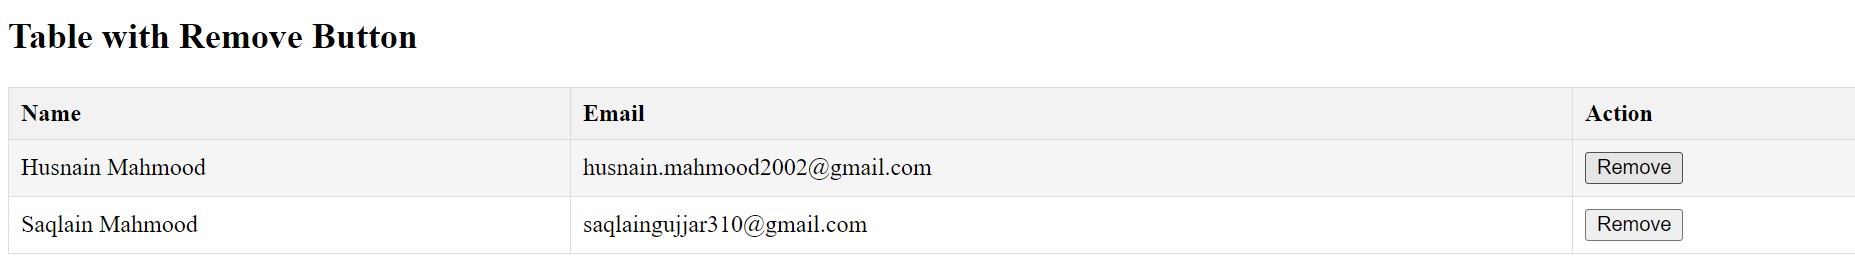 Table with Remove Button
Name Email Action
Husnain Mahmood husnain.mahmood2002@gmail.com Remove
Saqlain Mahmood saqlaingujjar310@gmail.com Remove